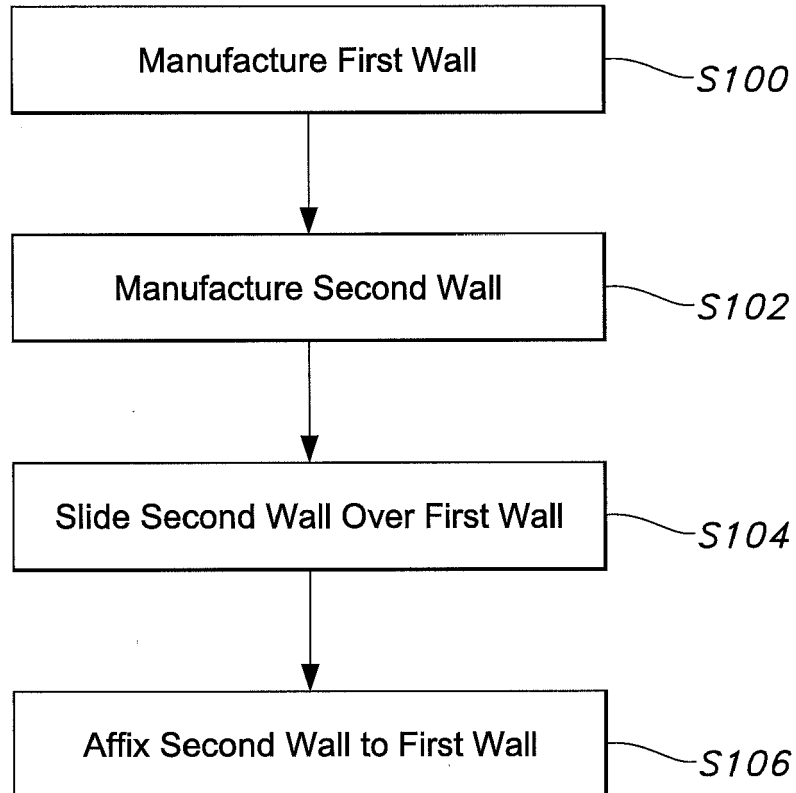 Manufacture First Wall
S100
Manufacture Second Wall
S102
Slide Second Wall Over First Wall
S104
Affix Second Wall to First Wall
S106